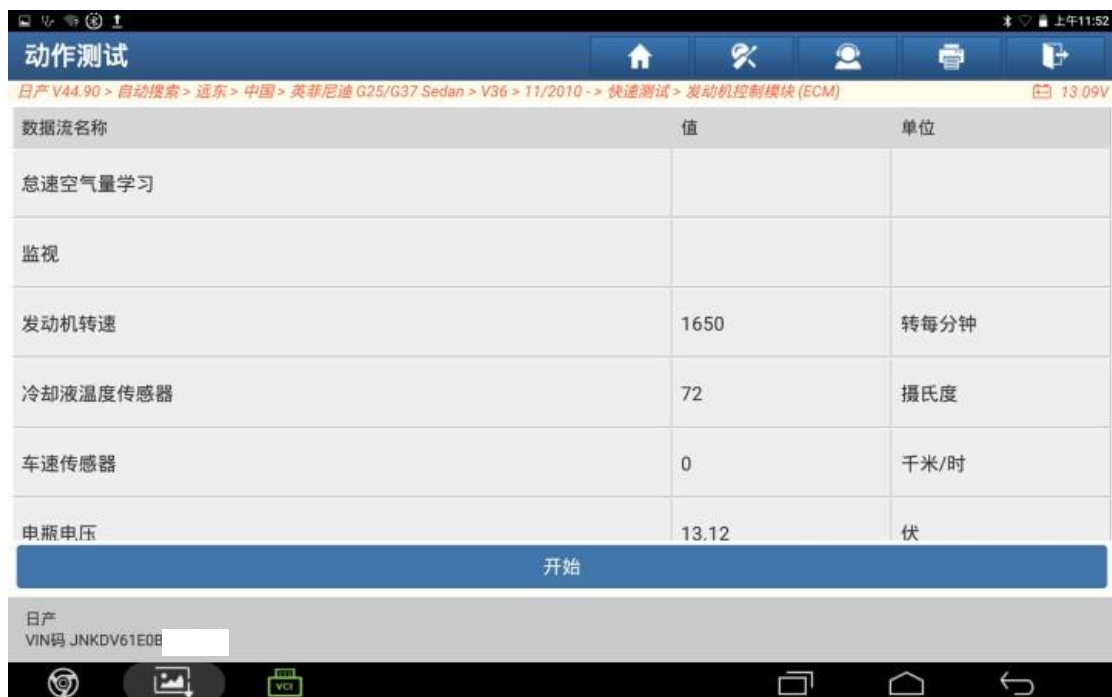 上午11:52
动作测试
日产 V44.90 > 自动搜索 > 远东 > 中国 > 英菲尼迪 G25/G37 Sedan > V36 > 11/2010 - > 快速测试 > 发动机控制模块 (ECM) 13.09V
数据流名称 值 单位
怠速空气量学习
监视
发动机转速 1650 转每分钟
冷却液温度传感器 72 摄氏度
车速传感器 0 千米/时
电瓶电压 13.12 伏
开始
日产
VIN码 JNKDV61E0B
VCI